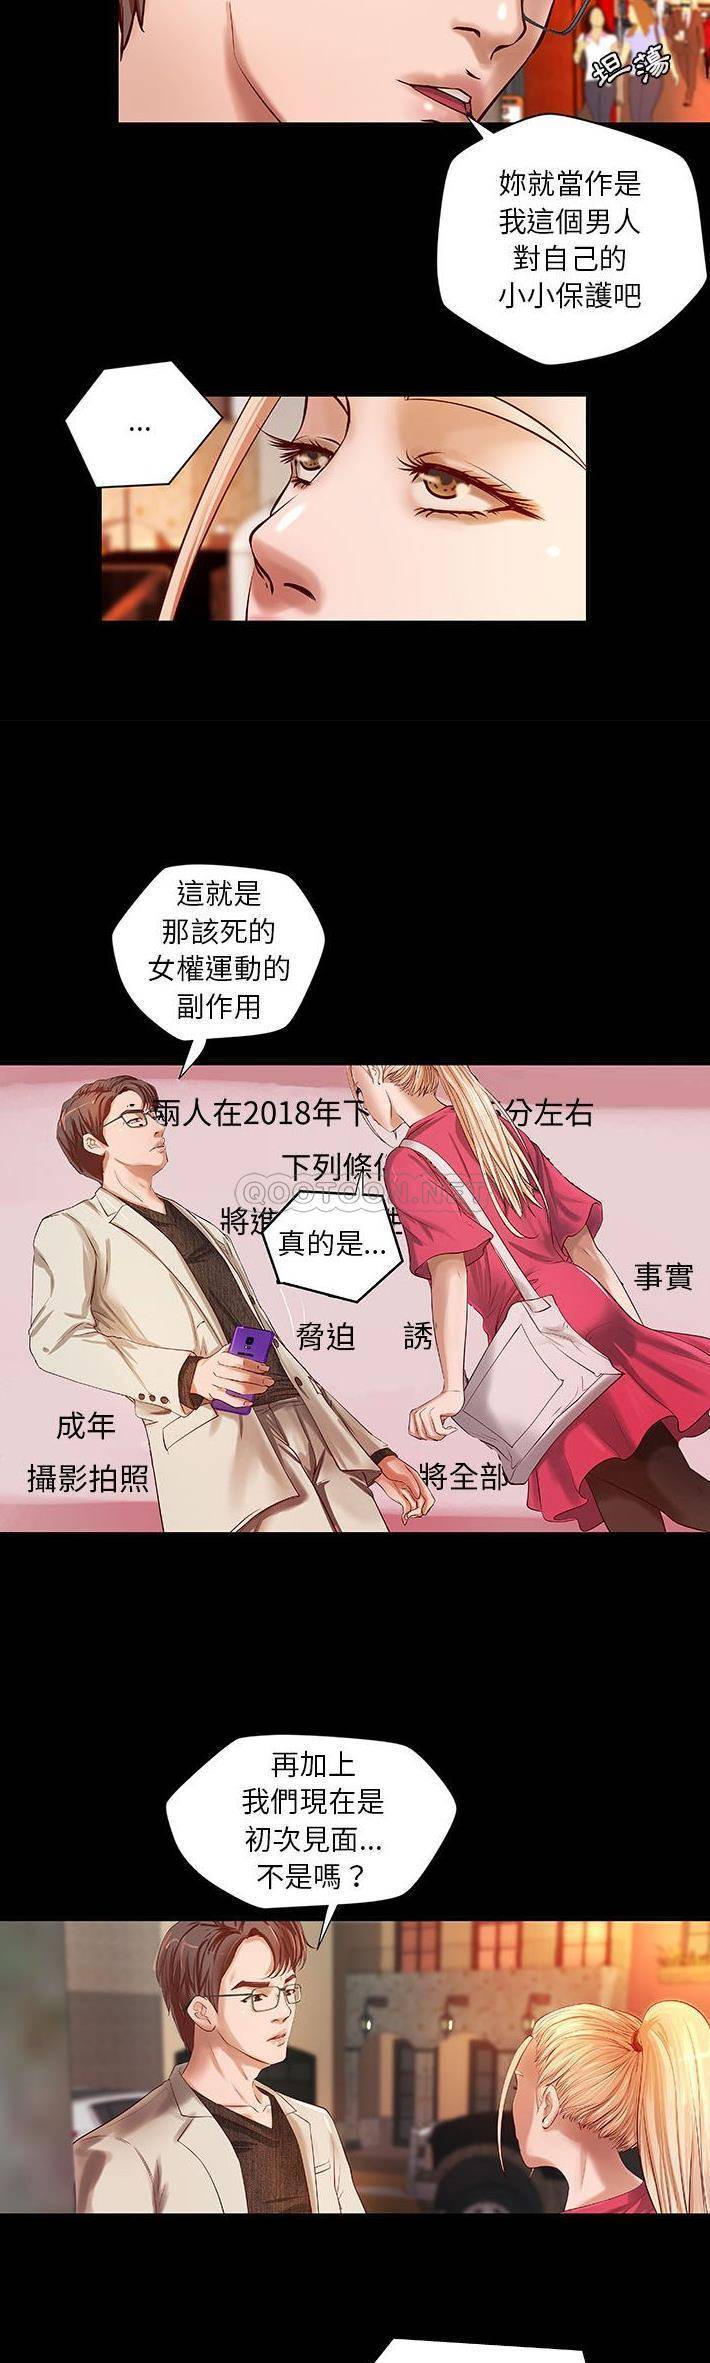 坦蕩
妳就當作是
我這個男人
對自己的
小小保護吧
...
這就是
那該死的
女權運動的
副作用
兩人在2018年下
分左右
下列條
QOOTOON.NET
將進
真的是...
事實
脅迫
誘
成年
攝影拍照
將全部
再加上
我們現在是
初次見面...
不是嗎？